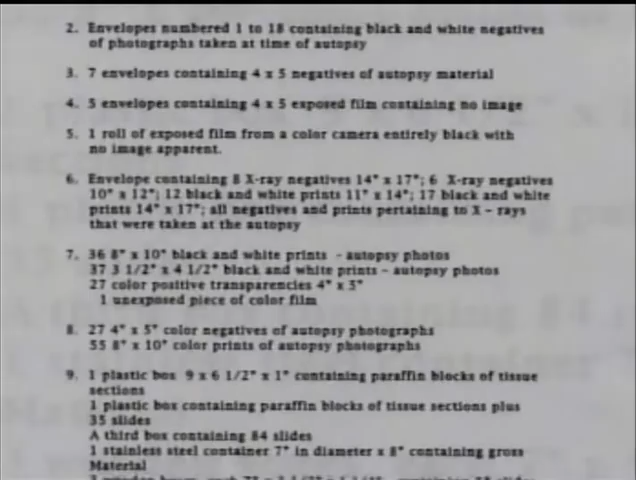 2. Envelopes numbered 1 to 18 containing black and white negatives
of photographs taken at time of autopsy
3. 7 envelopes containing 4 x 5 negatives of autopsy material
4. 5 envelopes containing 4 x 5 exposed film containing no image
5. 1 roll of exposed film from a color camera entirely black with
no image apparent.
6. Envelope containing 8 X-ray negatives 14" x 17"; 6 X-ray negatives
10" x 12"; 12 black and white prints 11" x 14"; 17 black and white
prints 14" x 17"; all negatives and prints pertaining to X - rays
that were taken at the autopsy
7. 36 8" x 10" black and white prints - autopsy photos
37 3 1/2" x 4 1/2" black and white prints - autopsy photos
27 color positive transparencies 4" x 5"
1 unexposed piece of color film
8. 27 4" x 5" color negatives of autopsy photographs
55 8" x 10" color prints of autopsy photographs
9. 1 plastic box 9 x 6 1/2" x 1" containing paraffin blocks of tissue
sections
1 plastic box containing paraffin blocks of tissue sections plus
35 slides
A third box containing 84 slides
1 stainless steel container 7" in diameter x 8" containing gross
Material